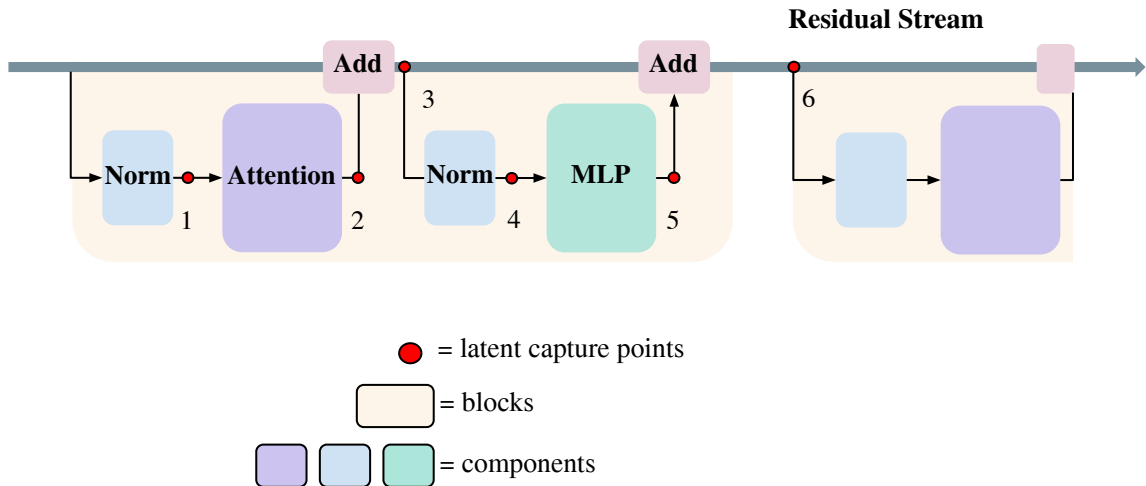 Residual Stream
Add
Add
3
6
Norm
Attention
Norm
MLP
1
2
4
5
= latent capture points
= blocks
= components